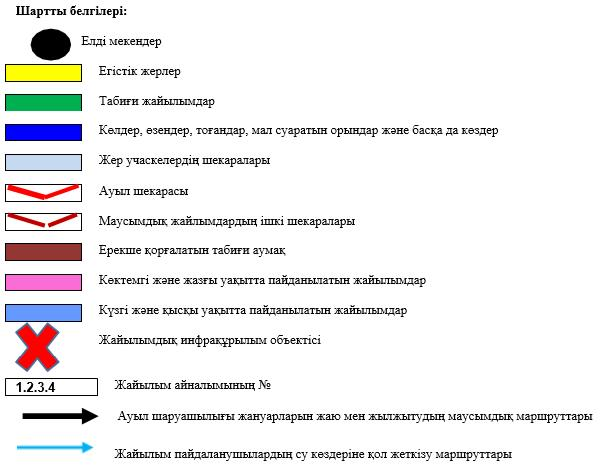 Шартты белгілері:
Елді мекендер
Егістік жерлер
Табиғи жайылымдар
Көлдер, өзендер, тоғандар, мал суаратын орындар және басқа да көздер
Жер учаскелердің шекаралары
Ауыл шекарасы
Маусымдық жайлымдардың ішкі шекаралары
Ерекше қорғалатын табиғи аумақ
Көктемгі және жазғы уақытта пайданылатын жайылымдар
Күзгі және қысқы уақытта пайданылатын жайылымдар
Жайылымдық инфрақұрылым объектісі
1.2.3.4 Жайылым айналымының №
Ауыл шаруашылығы жануарларын жаю мен жылжытудың маусымдық маршруттары
Жайылым пайдаланушылардың су көздеріне қол жеткізу маршруттары